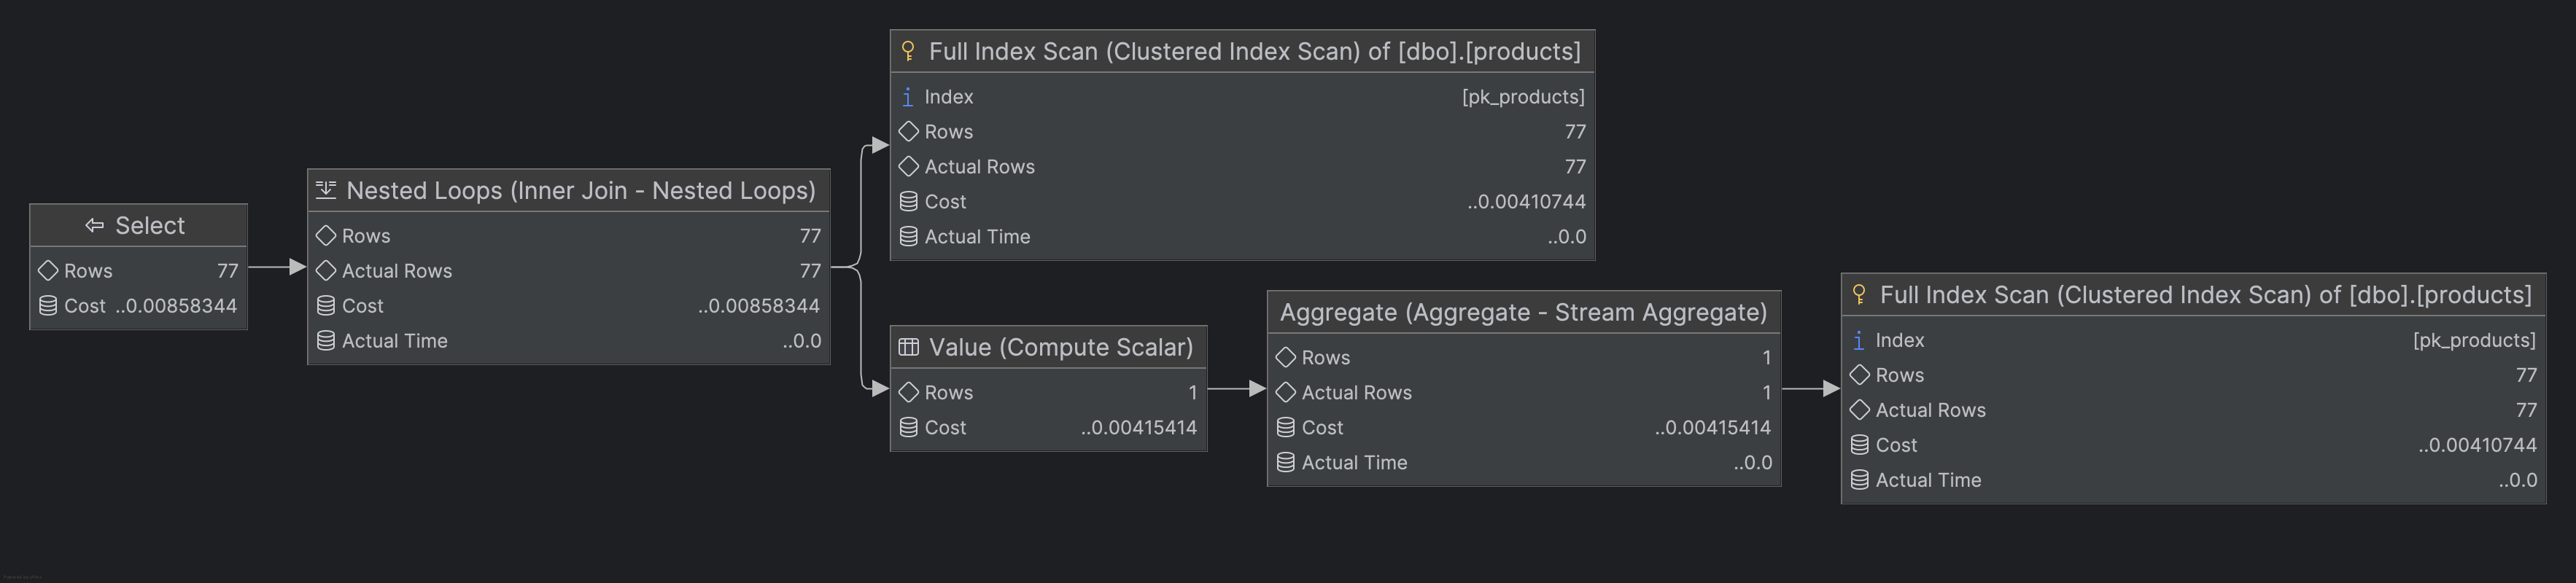 Select
Rows 77
Cost ..0.00858344
Nested Loops (Inner Join - Nested Loops)
Rows 77
Actual Rows 77
Cost ..0.00858344
Actual Time ..0.0
Full Index Scan (Clustered Index Scan) of [dbo].[products]
Index [pk_products]
Rows 77
Actual Rows 77
Cost ..0.00410744
Actual Time ..0.0
Value (Compute Scalar)
Rows 1
Cost ..0.00415414
Aggregate (Aggregate - Stream Aggregate)
Rows 1
Actual Rows 1
Cost ..0.00415414
Actual Time ..0.0
Full Index Scan (Clustered Index Scan) of [dbo].[products]
Index [pk_products]
Rows 77
Actual Rows 77
Cost ..0.00410744
Actual Time ..0.0